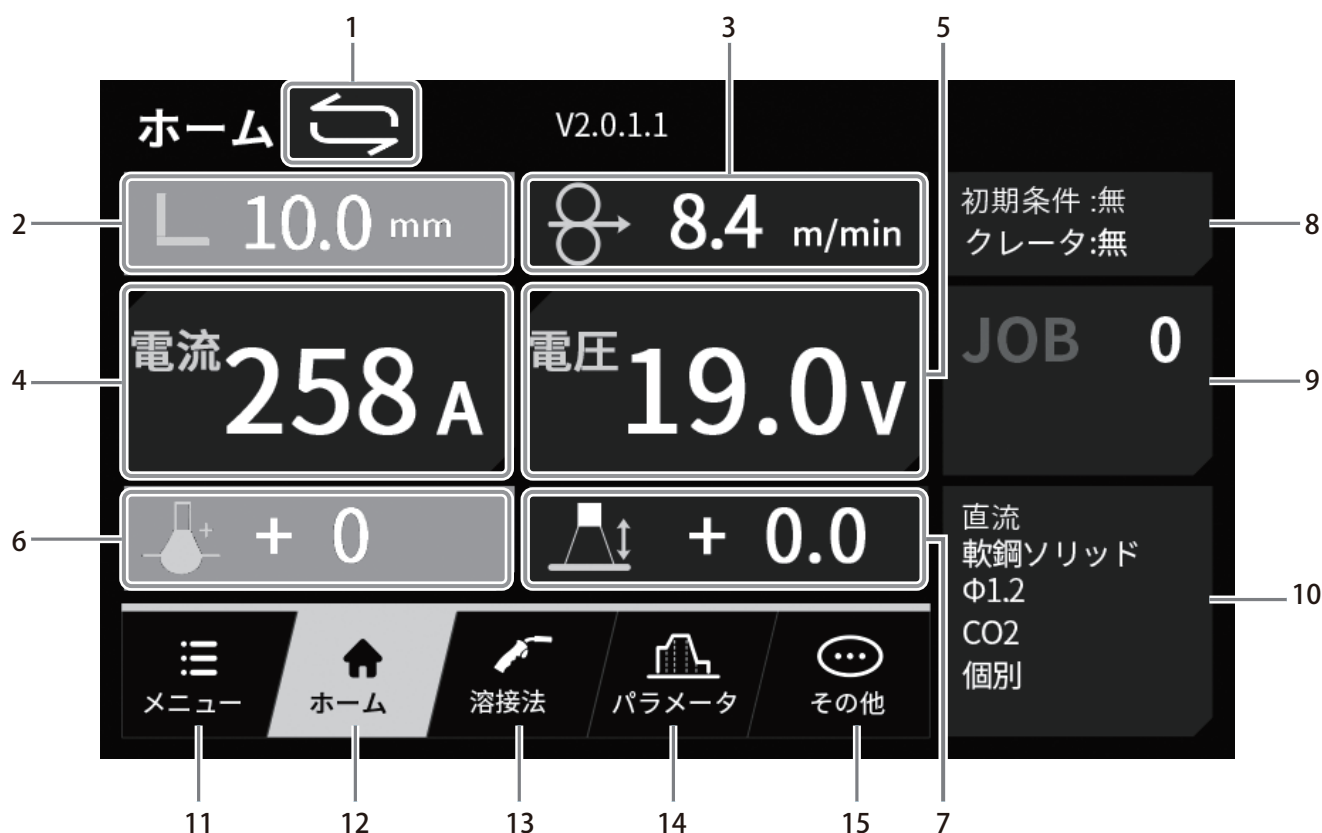 1
3
5
ホーム
V2.0.1.1
2
10.0 mm
8.4 m/min
初期条件 :無
クレータ:無
8
4
電流
258 A
電圧
19.0 V
JOB 0
9
6
+ 0
+ 0.0
直流
軟鋼ソリッド
Φ1.2
CO2
個別
10
メニュー
ホーム
溶接法
パラメータ
その他
11
12
13
14
15
7